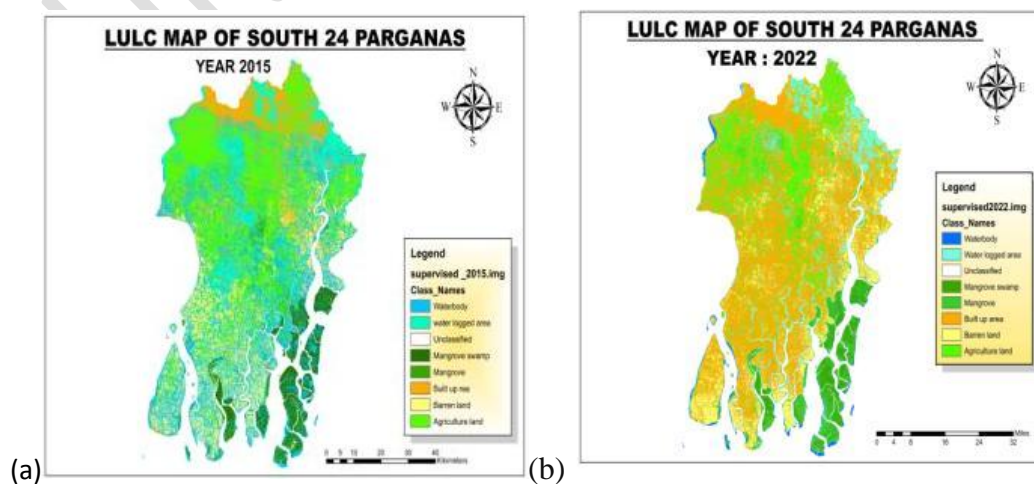 LULC MAP OF SOUTH 24 PARGANAS
YEAR 2015
N
W E
S
Legend
supervised _2015.img
Class_Names
Waterbody
water logged area
Unclassified
Mangrove swamp
Mangrove
Barren land
Agriculture land
0 5 10 20 30 40
Kilometers
(a)
LULC MAP OF SOUTH 24 PARGANAS
YEAR : 2022
N
W E
S
Legend
supervised2022.img
Class_Names
Waterbody
Water logged area
Unclassified
Mangrove swamp
Mangrove
Built up area
Barren land
Agriculture land
Miles
0 4 8 16 24 32
(b)